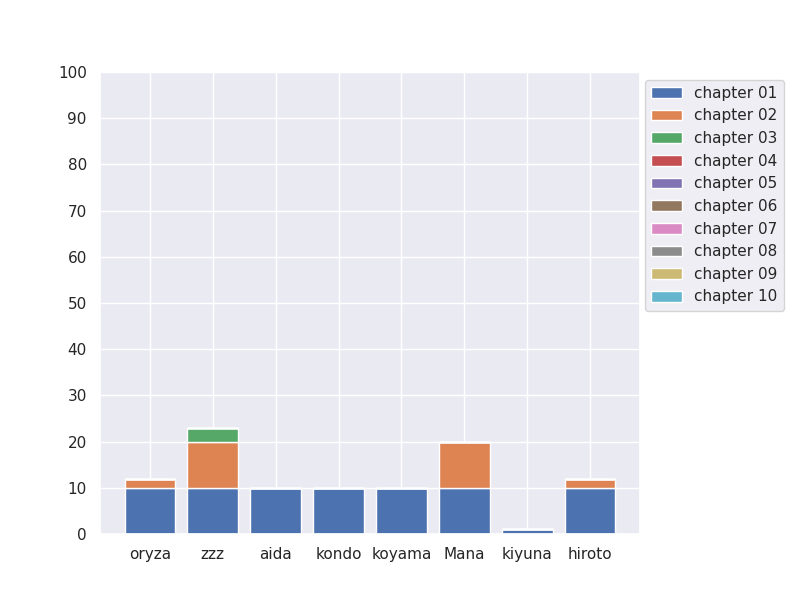 100
90
80
70
60
50
40
30
20
10
0
oryza zzz aida kondo koyama Mana kiyuna hiroto
chapter 01
chapter 02
chapter 03
chapter 04
chapter 05
chapter 06
chapter 07
chapter 08
chapter 09
chapter 10